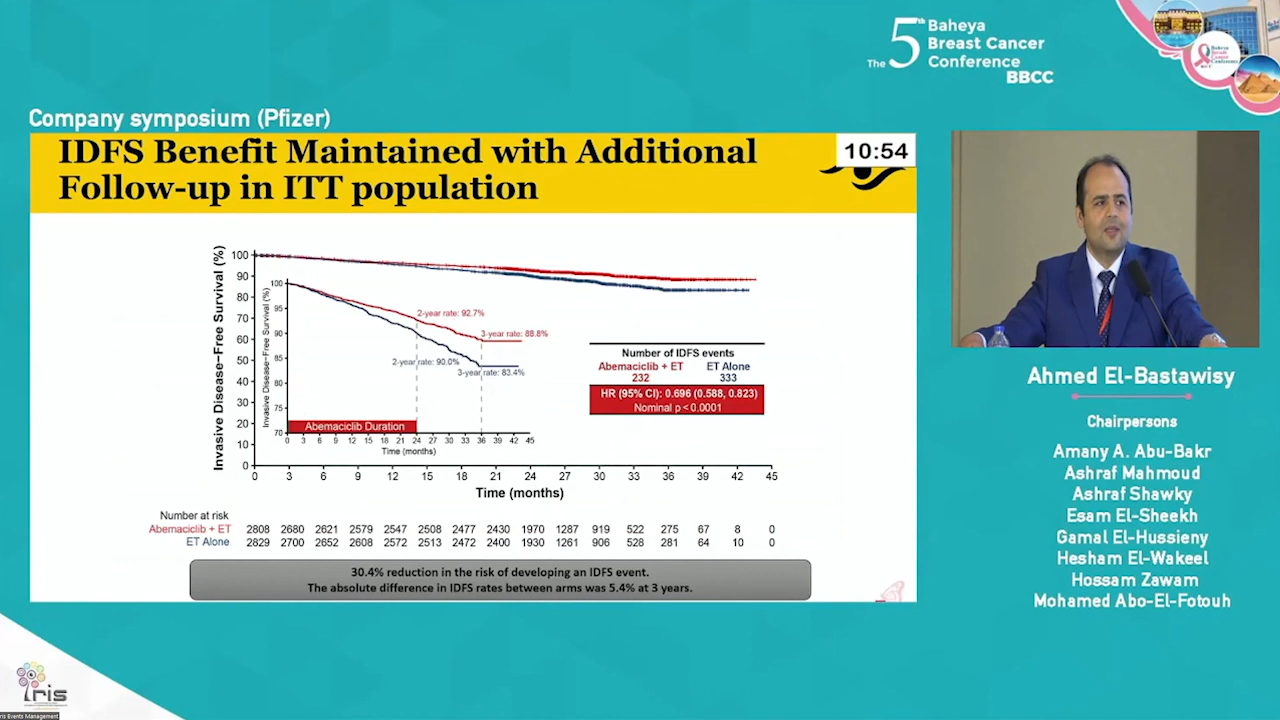 The 5th Baheya
Breast Cancer
Conference
BBCC
Baheya
Breast
Cancer
Conference
BBCC
Company symposium (Pfizer)
IDFS Benefit Maintained with Additional
Follow-up in ITT population
10:54
Invasive Disease–Free Survival (%)
100
90
80
70
60
50
40
30
20
10
0
Invasive Disease–Free Survival (%)
100
95
90
85
80
75
70
2-year rate: 92.7%
3-year rate: 88.8%
2-year rate: 90.0%
3-year rate: 83.4%
Abemaciclib Duration
0 3 6 9 12 15 18 21 24 27 30 33 36 39 42 45
Time (months)
Number of IDFS events
Abemaciclib + ET ET Alone
232 333
HR (95% CI): 0.696 (0.588, 0.823)
Nominal p < 0.0001
0 3 6 9 12 15 18 21 24 27 30 33 36 39 42 45
Time (months)
Number at risk
Abemaciclib + ET 2808 2680 2621 2579 2547 2508 2477 2430 1970 1287 919 522 275 67 8 0
ET Alone 2829 2700 2652 2608 2572 2513 2472 2400 1930 1261 906 528 281 64 10 0
30.4% reduction in the risk of developing an IDFS event.
The absolute difference in IDFS rates between arms was 5.4% at 3 years.
Ahmed El-Bastawisy
Chairpersons
Amany A. Abu-Bakr
Ashraf Mahmoud
Ashraf Shawky
Esam El-Sheekh
Gamal El-Hussieny
Hesham El-Wakeel
Hossam Zawam
Mohamed Abo-El-Fotouh
Iris
Iris Events Management